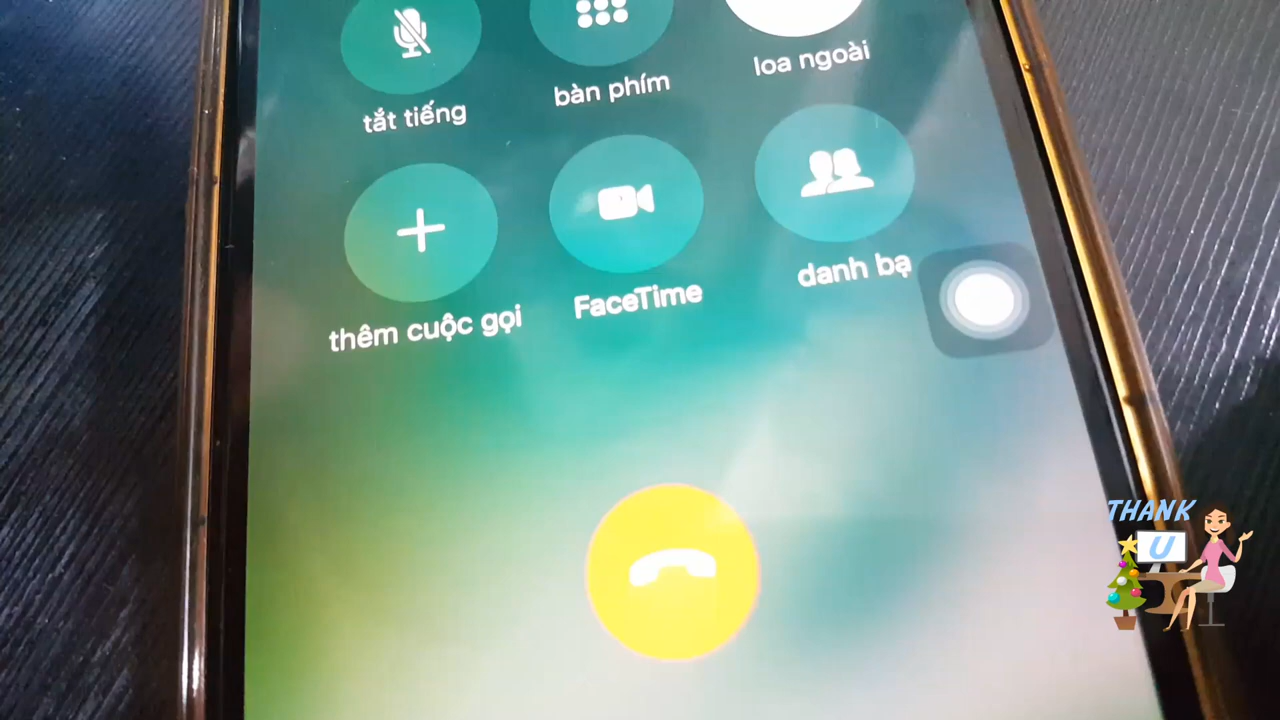 tắt tiếng
bàn phím
loa ngoài
thêm cuộc gọi
FaceTime
danh bạ
THANK
U